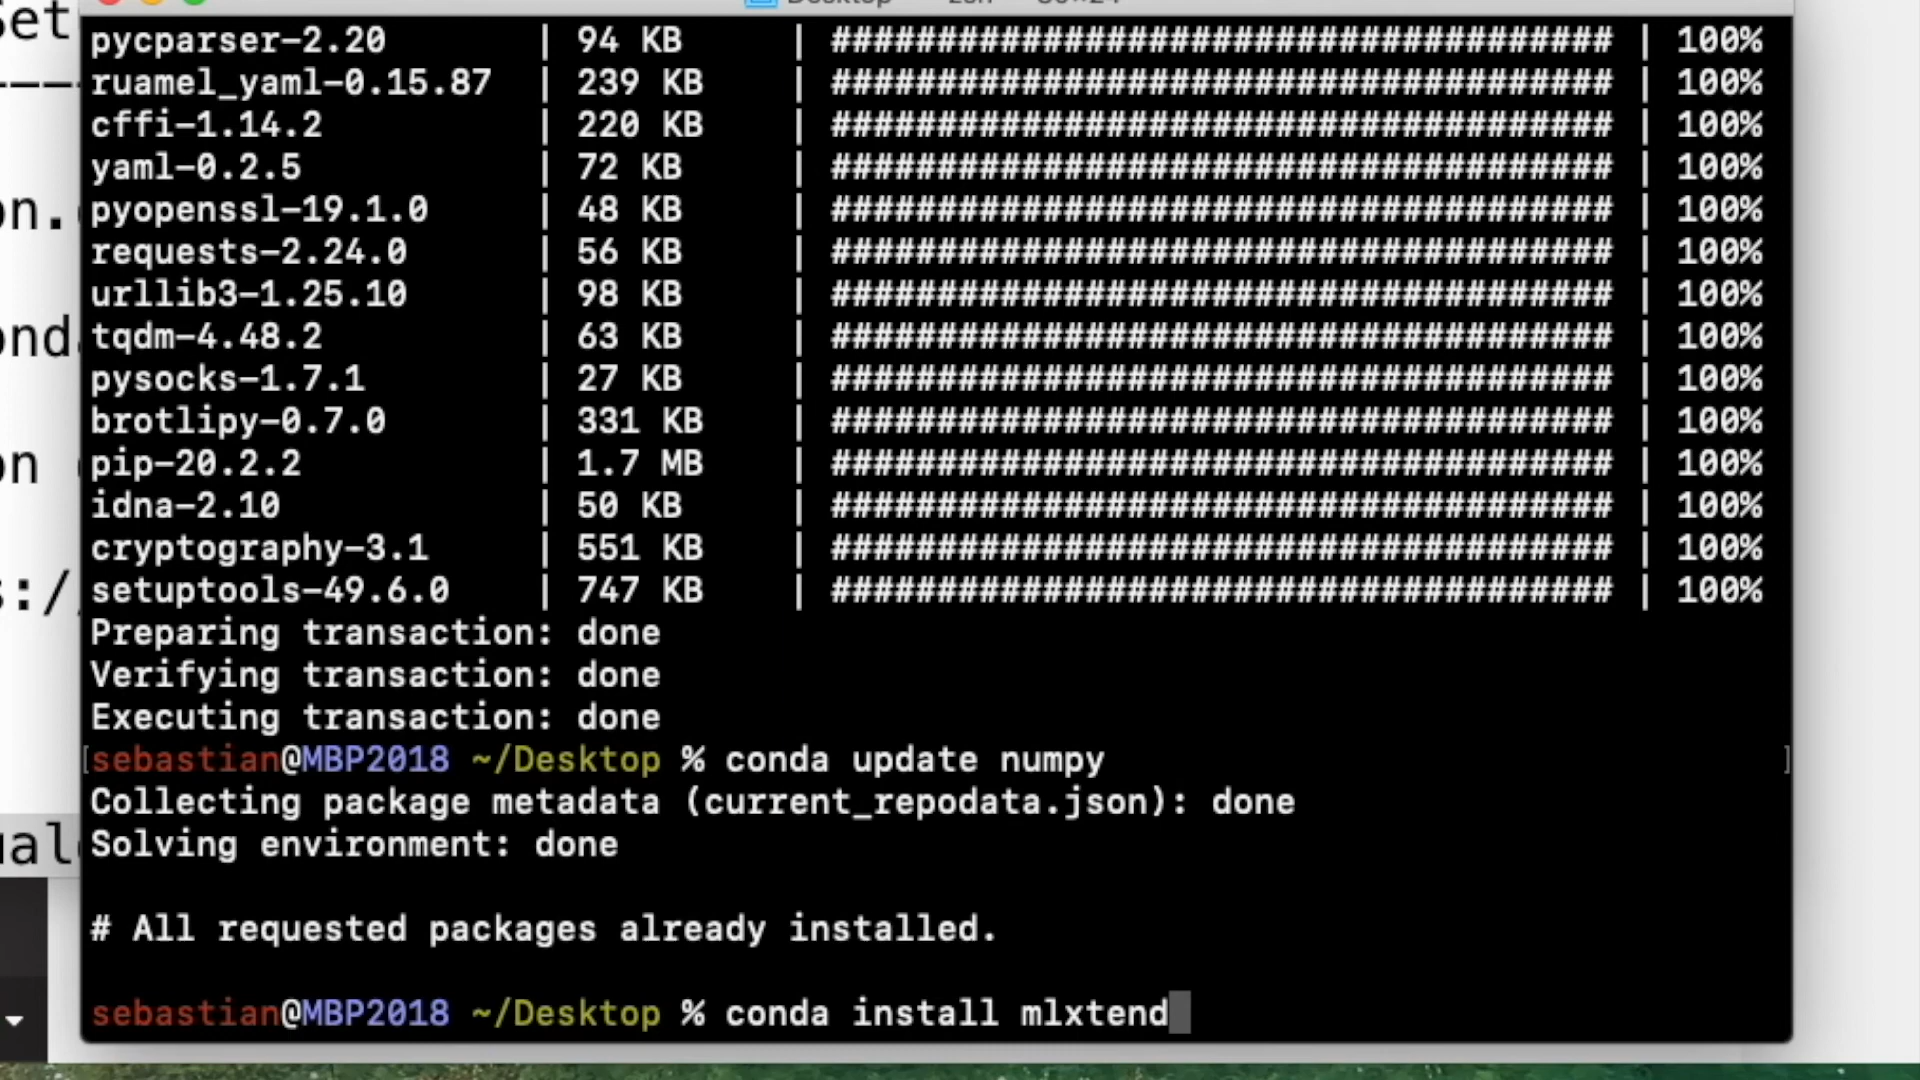 pycparser-2.20 | 94 KB | ##################################### | 100%
ruamel_yaml-0.15.87 | 239 KB | ##################################### | 100%
cffi-1.14.2 | 220 KB | ##################################### | 100%
yaml-0.2.5 | 72 KB | ##################################### | 100%
pyopenssl-19.1.0 | 48 KB | ##################################### | 100%
requests-2.24.0 | 56 KB | ##################################### | 100%
urllib3-1.25.10 | 98 KB | ##################################### | 100%
tqdm-4.48.2 | 63 KB | ##################################### | 100%
pysocks-1.7.1 | 27 KB | ##################################### | 100%
brotlipy-0.7.0 | 331 KB | ##################################### | 100%
pip-20.2.2 | 1.7 MB | ##################################### | 100%
idna-2.10 | 50 KB | ##################################### | 100%
cryptography-3.1 | 551 KB | ##################################### | 100%
setuptools-49.6.0 | 747 KB | ##################################### | 100%
Preparing transaction: done
Verifying transaction: done
Executing transaction: done
[sebastian@MBP2018 ~/Desktop % conda update numpy ]
Collecting package metadata (current_repodata.json): done
Solving environment: done
# All requested packages already installed.
sebastian@MBP2018 ~/Desktop % conda install mlxtend